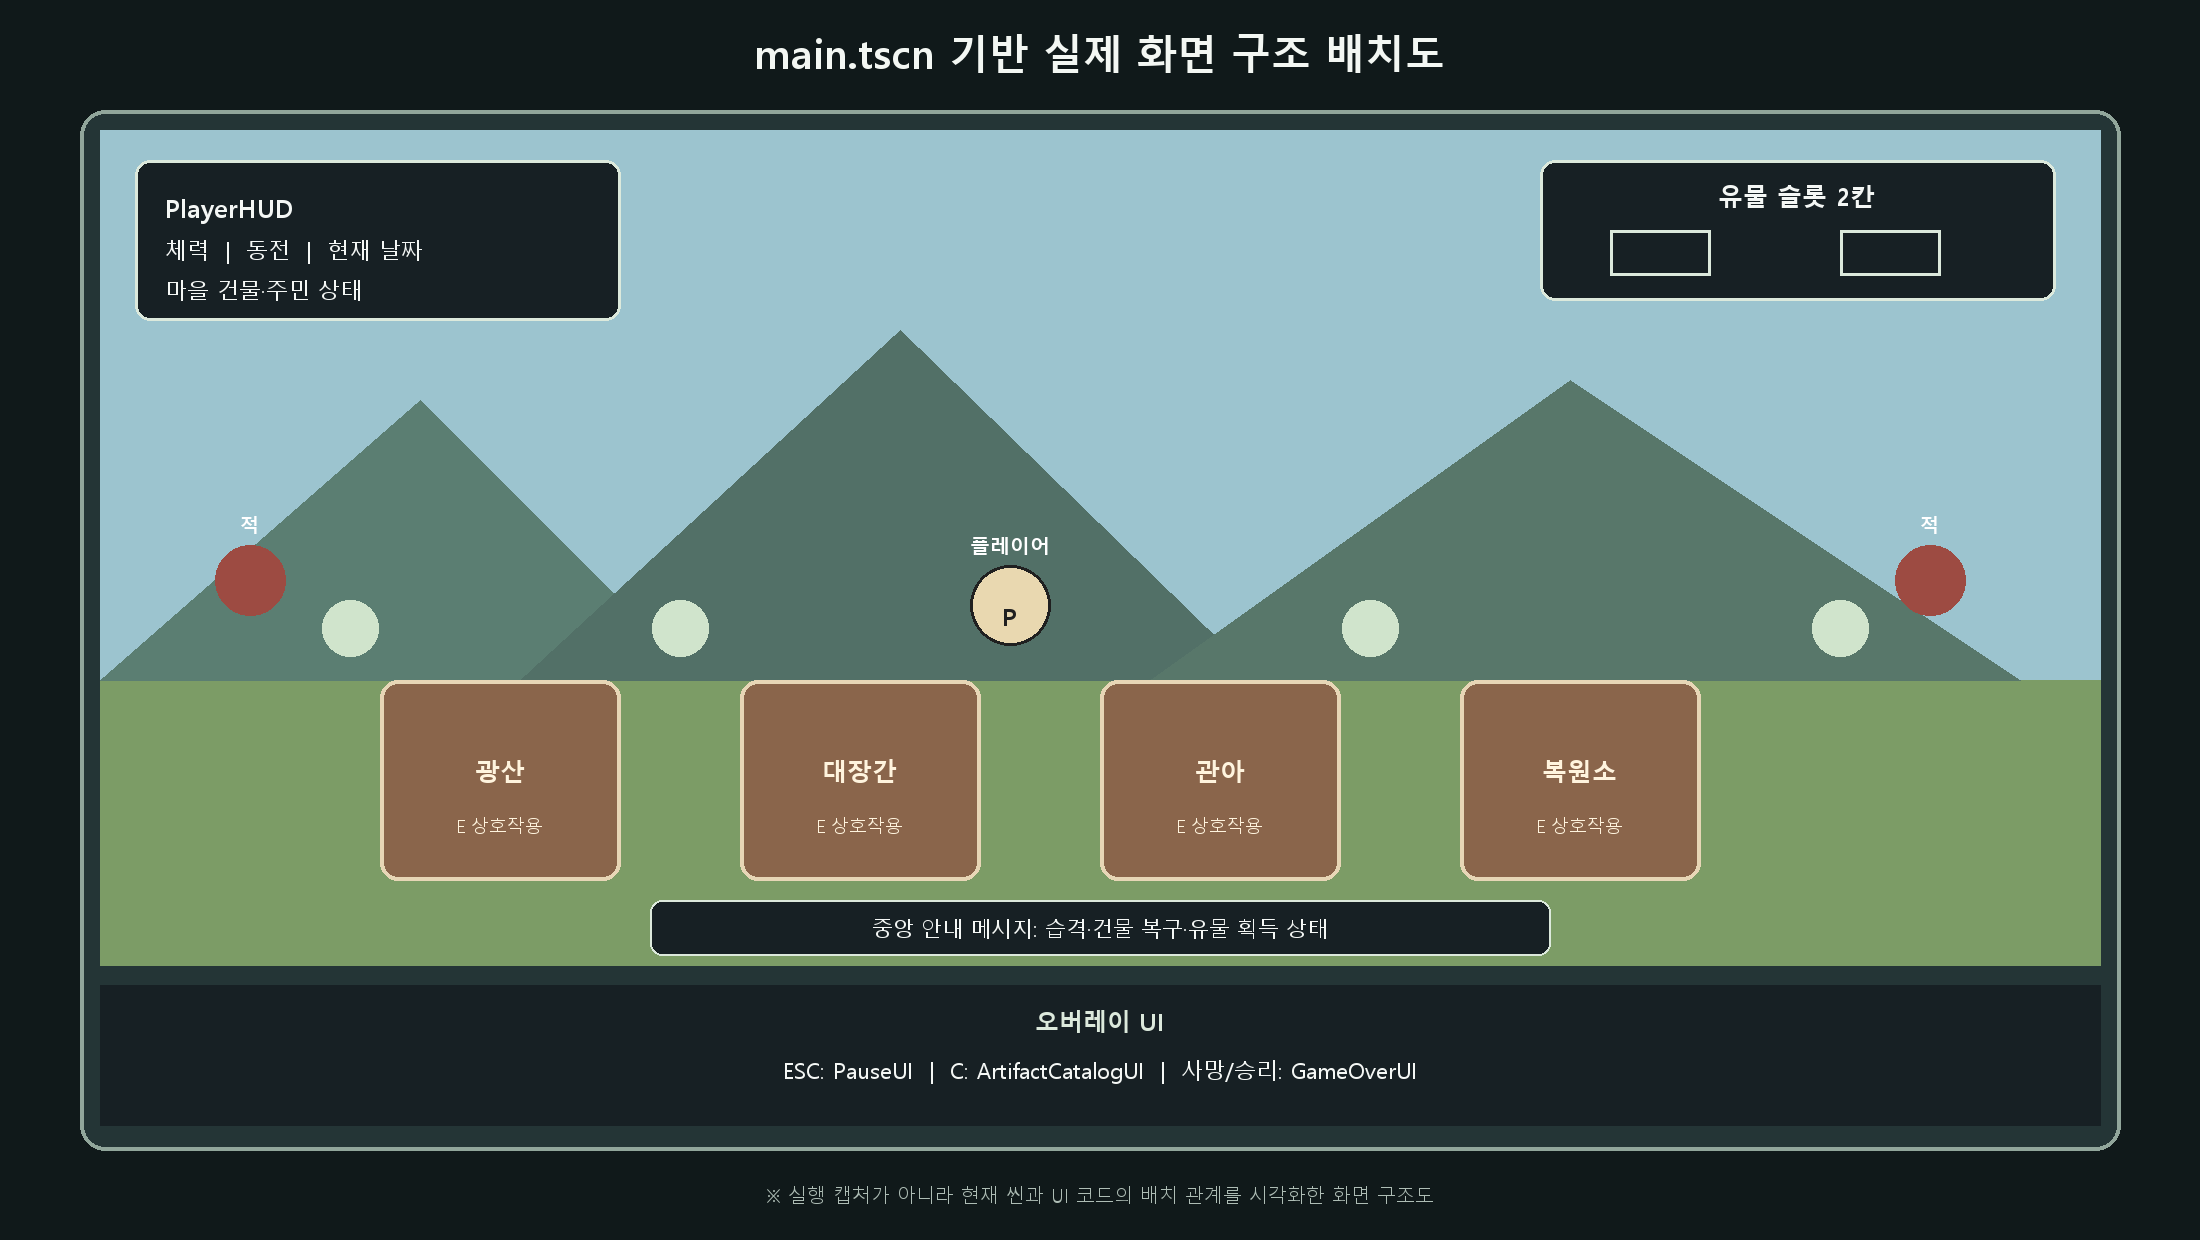 main.tscn 기반 실제 화면 구조 배치도
PlayerHUD
체력 | 동전 | 현재 날짜
마을 건물·주민 상태
유물 슬롯 2칸
적
적
플레이어
P
광산
E 상호작용
대장간
E 상호작용
관아
E 상호작용
복원소
E 상호작용
중앙 안내 메시지: 습격·건물 복구·유물 획득 상태
오버레이 UI
ESC: PauseUI | C: ArtifactCatalogUI | 사망/승리: GameOverUI
※ 실행 캡처가 아니라 현재 씬과 UI 코드의 배치 관계를 시각화한 화면 구조도